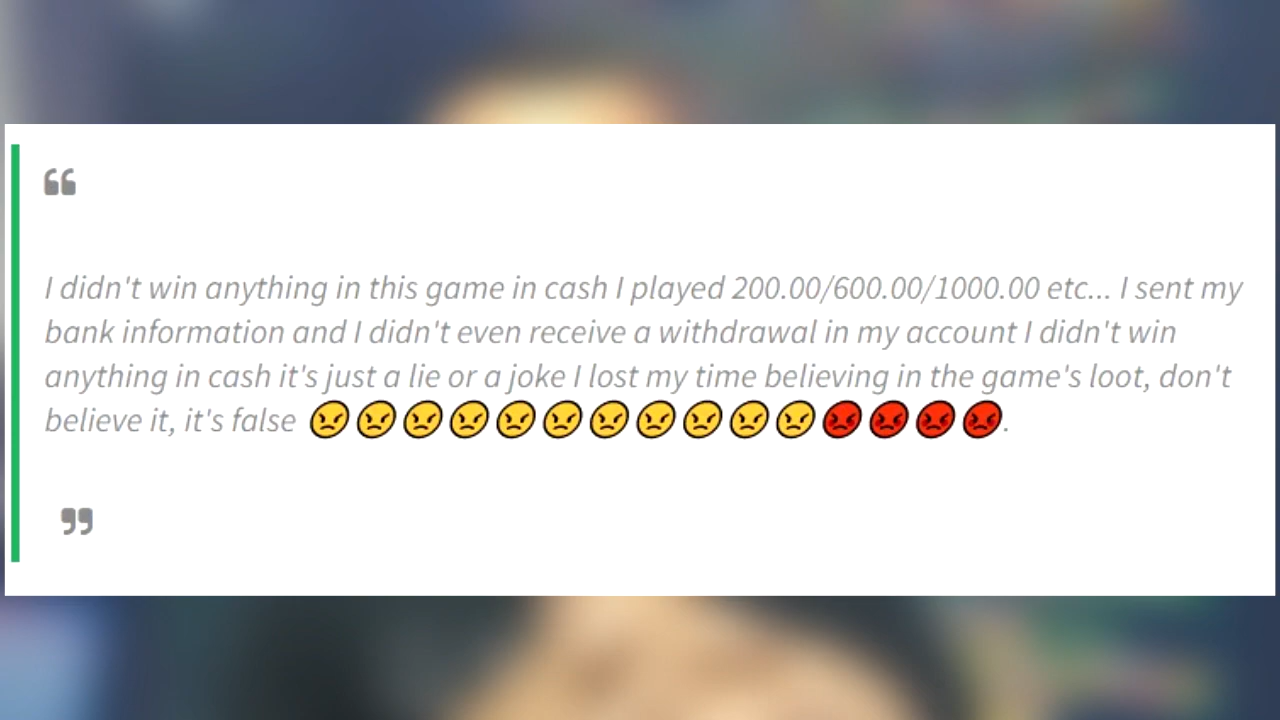 “
I didn't win anything in this game in cash I played 200.00/600.00/1000.00 etc... I sent my
bank information and I didn't even receive a withdrawal in my account I didn't win
anything in cash it's just a lie or a joke I lost my time believing in the game's loot, don't
believe it, it's false 😠😠😠😠😠😠😠😠😠😠😠😡😡😡😡.
”